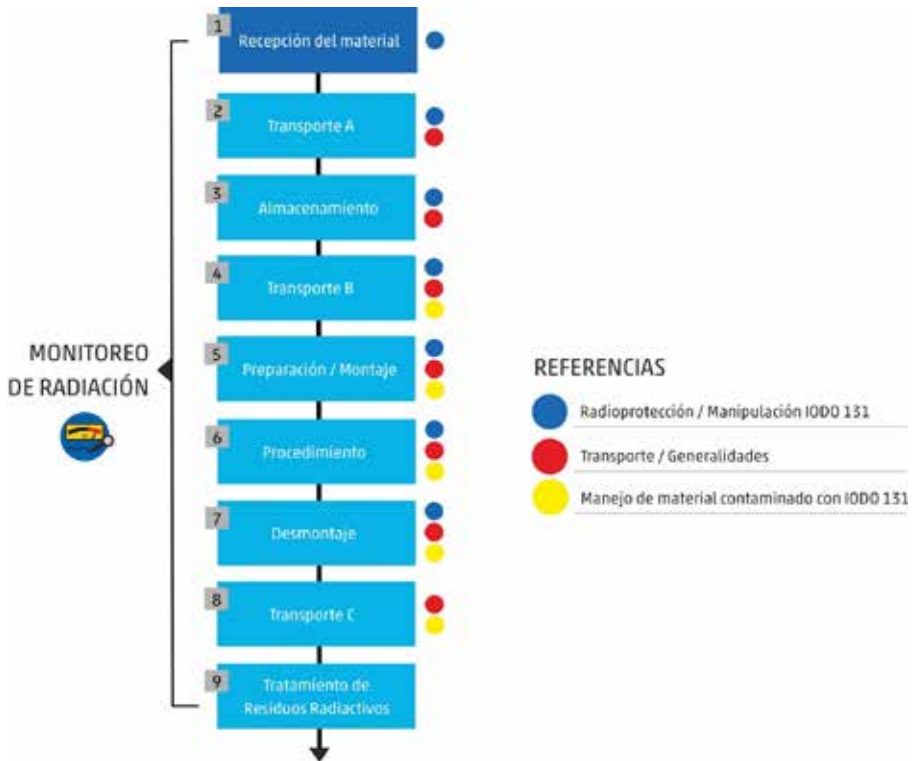 1
Recepción del material
2
Transporte A
3
Almacenamiento
4
Transporte B
5
Preparación / Montaje
6
Procedimiento
7
Desmontaje
8
Transporte C
9
Tratamiento de
Residuos Radiactivos
MONITOREO
DE RADIACIÓN
REFERENCIAS
Radioprotección / Manipulación IODO 131
Transporte / Generalidades
Manejo de material contaminado con IODO 131